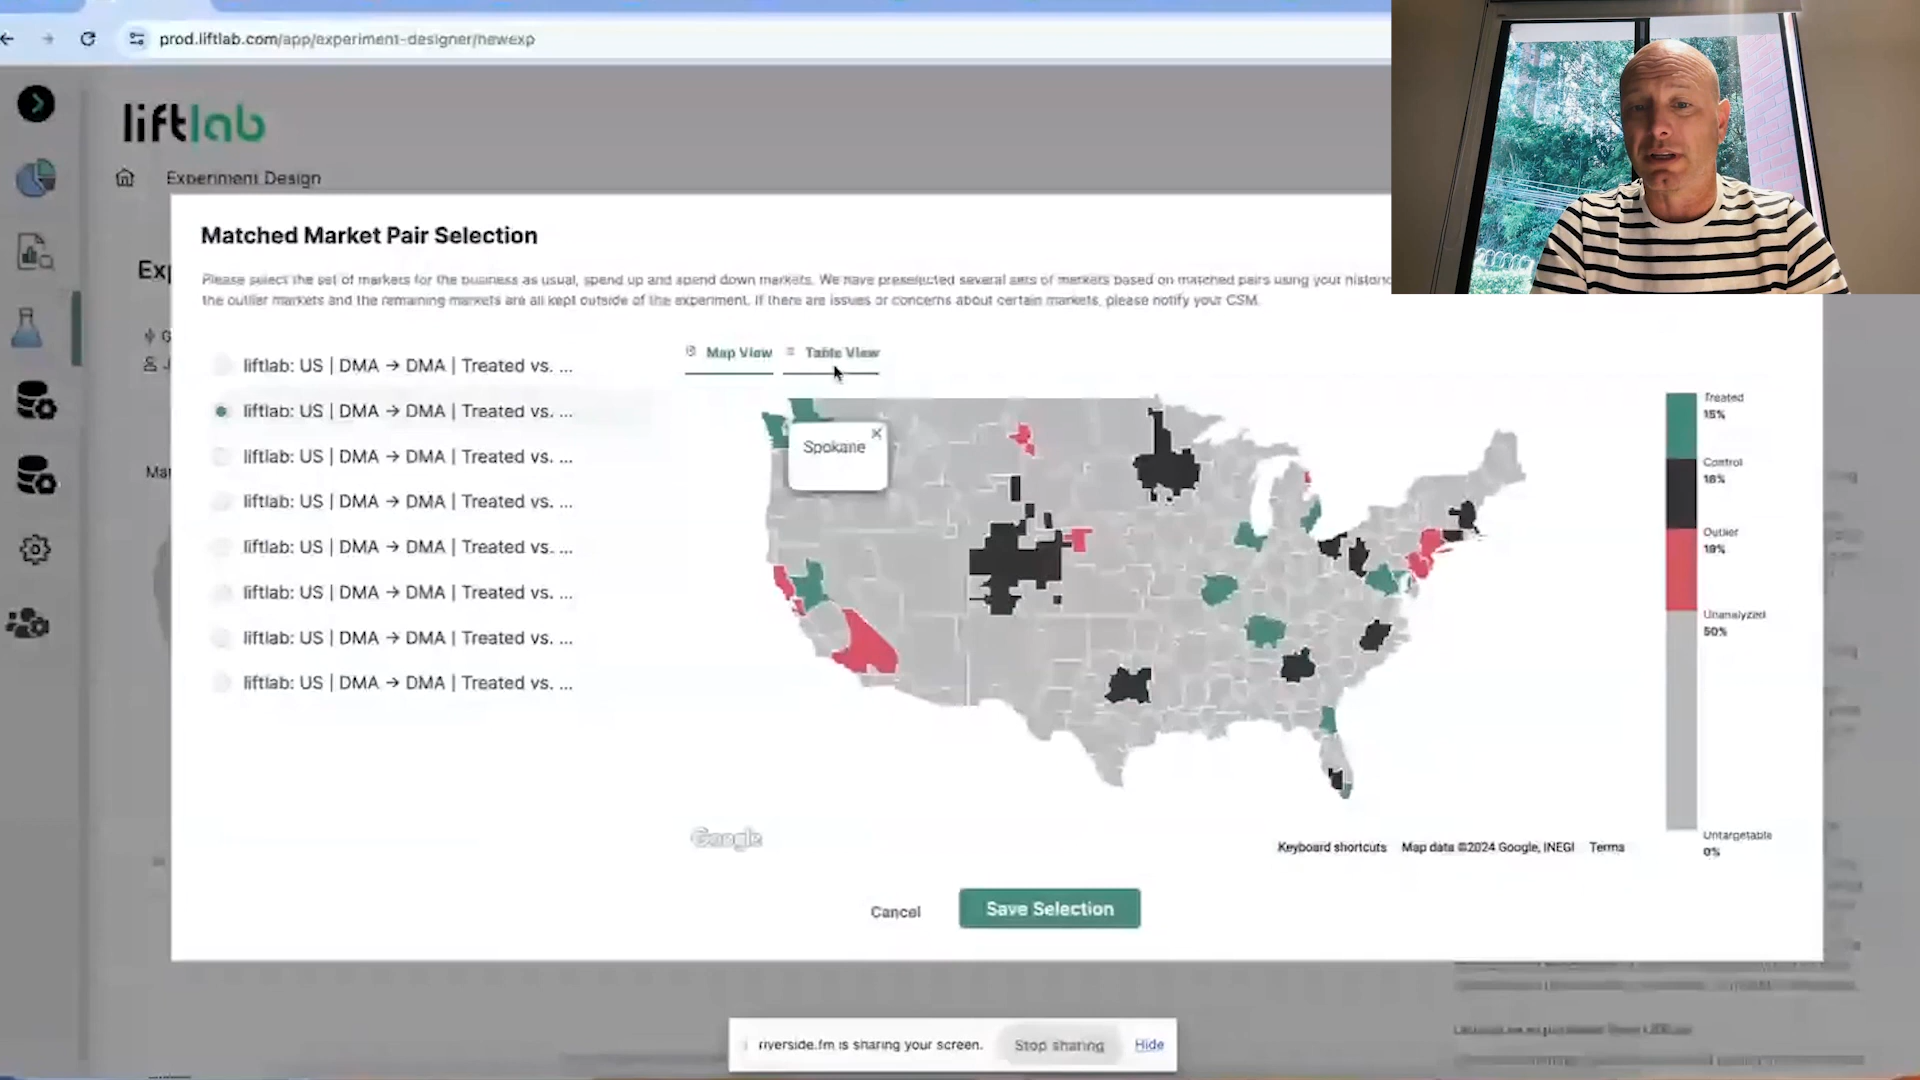 prod.liftlab.com/app/experiment-designer/newexp
liftlab
Experiment Design
Matched Market Pair Selection
Please select the set of markets for the business as usual, spend up and spend down markets. We have preselected several sets of markets based on matched pairs using your historic
the outlier markets and the remaining markets are all kept outside of the experiment. If there are issues or concerns about certain markets, please notify your CSM.
Exp
G
J
Mar
liftlab: US | DMA → DMA | Treated vs. ...
liftlab: US | DMA → DMA | Treated vs. ...
liftlab: US | DMA → DMA | Treated vs. ...
liftlab: US | DMA → DMA | Treated vs. ...
liftlab: US | DMA → DMA | Treated vs. ...
liftlab: US | DMA → DMA | Treated vs. ...
liftlab: US | DMA → DMA | Treated vs. ...
liftlab: US | DMA → DMA | Treated vs. ...
Map View
Table View
Spokane
Treated
15%
Control
16%
Outlier
19%
Unanalyzed
50%
Untargetable
0%
Google
Keyboard shortcuts
Map data ©2024 Google, INEGI
Terms
Cancel
Save Selection
riverside.fm is sharing your screen.
Stop sharing
Hide